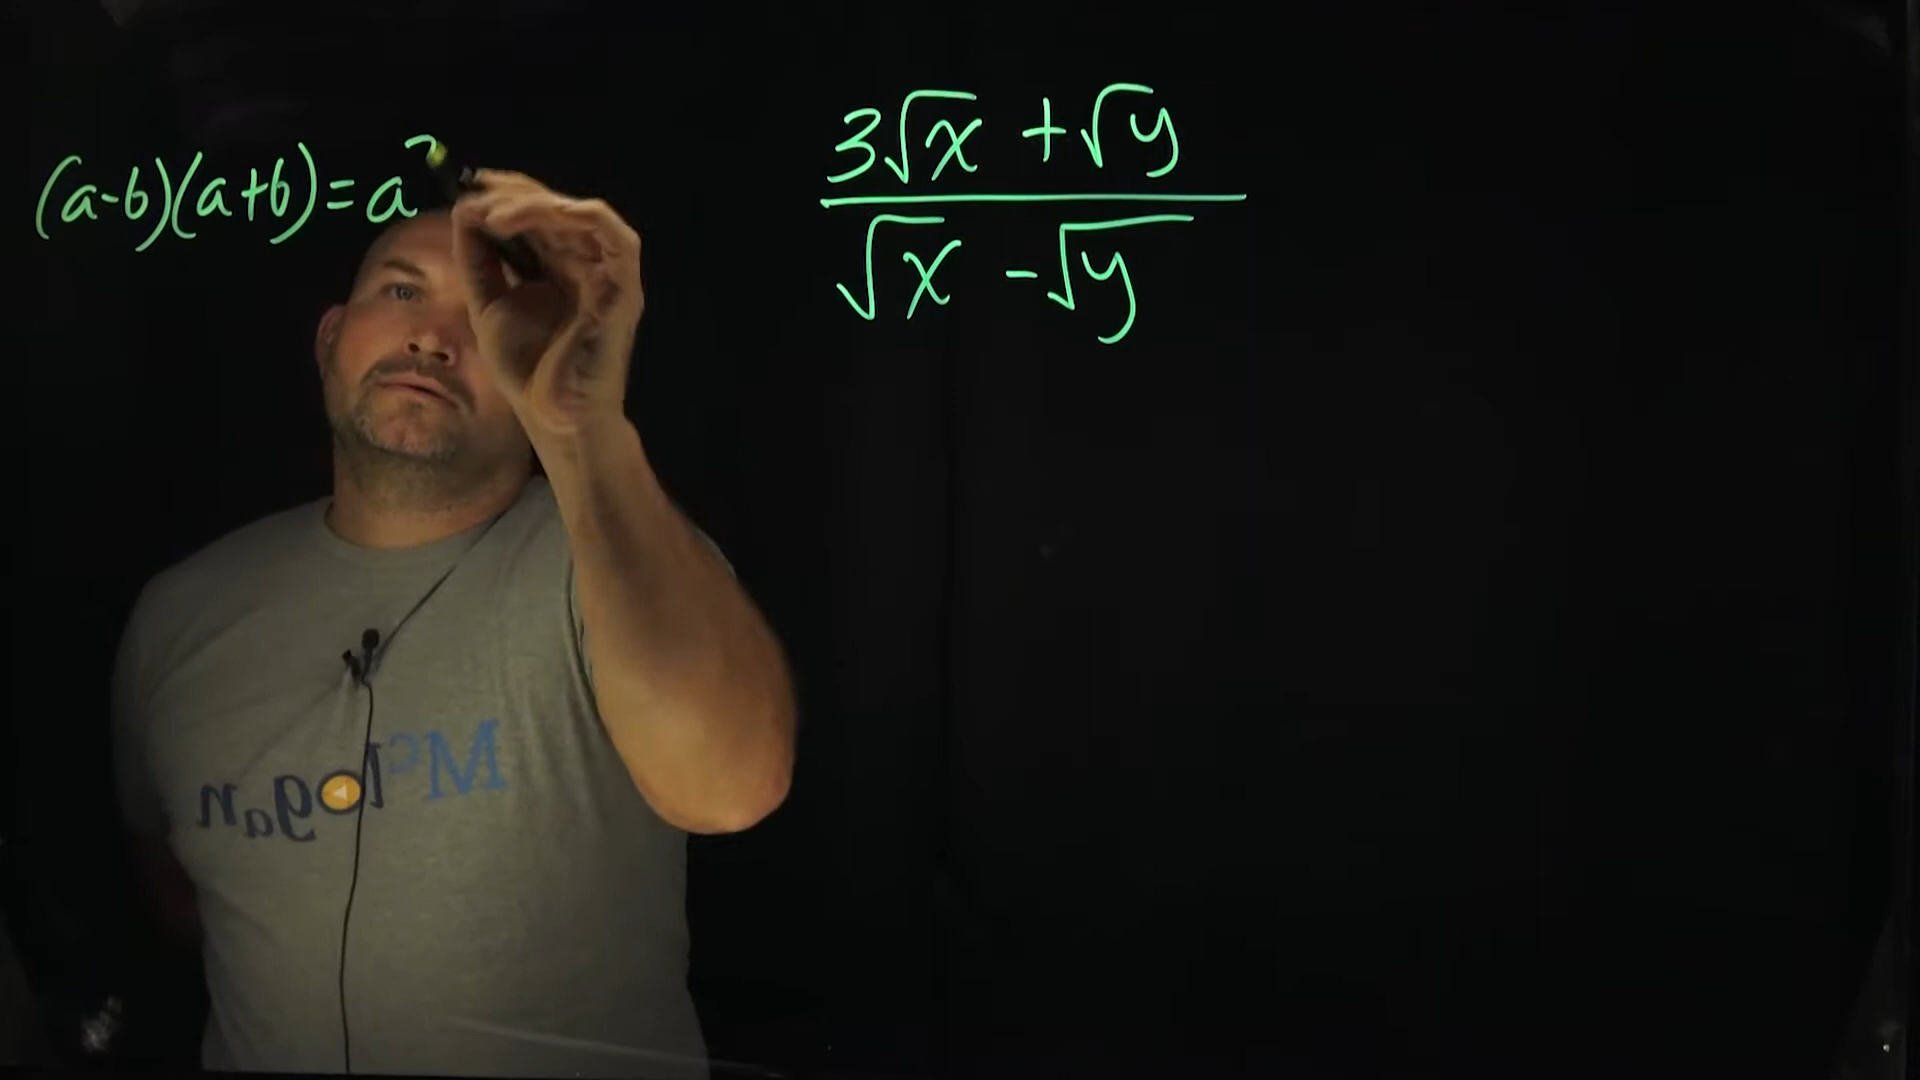 (a-b)(a+b)=a²
3√x + √y
√x - √y
McLogan